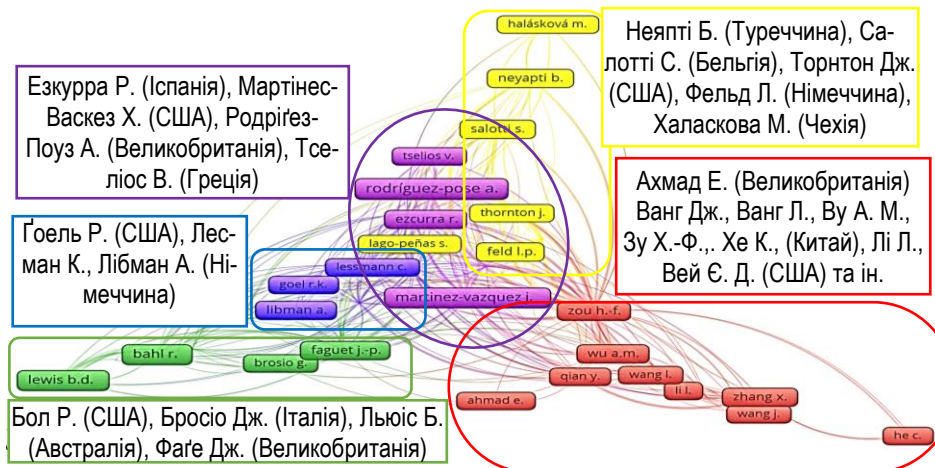 halásková m.
neyapti b.
salotti s.
tselios v.
rodríguez-pose a.
ezcurra r.
thornton j.
lago-peñas s.
feld l.p.
lessmann c.
goel r.k.
libman a.
martinez-vazquez j.
zou h.-f.
bahl r.
brosio g.
faguet j.-p.
lewis b.d.
wu a.m.
qian y.
wang l.
li l.
ahmad e.
zhang x.
wang j.
he c.
Езкурра Р. (Іспанія), Мартінес-
Васкез Х. (США), Родріґез-
Поуз А. (Великобританія), Тсе-
ліос В. (Греція)
Неяпті Б. (Туреччина), Са-
лотті С. (Бельгія), Торнтон Дж.
(США), Фельд Л. (Німеччина),
Халаскова М. (Чехія)
Ґоель Р. (США), Лес-
ман К., Лібман А. (Ні-
меччина)
Ахмад Е. (Великобританія)
Ванг Дж., Ванг Л., Ву А. М.,
Зу Х.-Ф.,. Хе К., (Китай), Лі Л.,
Вей Є. Д. (США) та ін.
Бол Р. (США), Бросіо Дж. (Італія), Льюіс Б.
(Австралія), Фаґе Дж. (Великобританія)